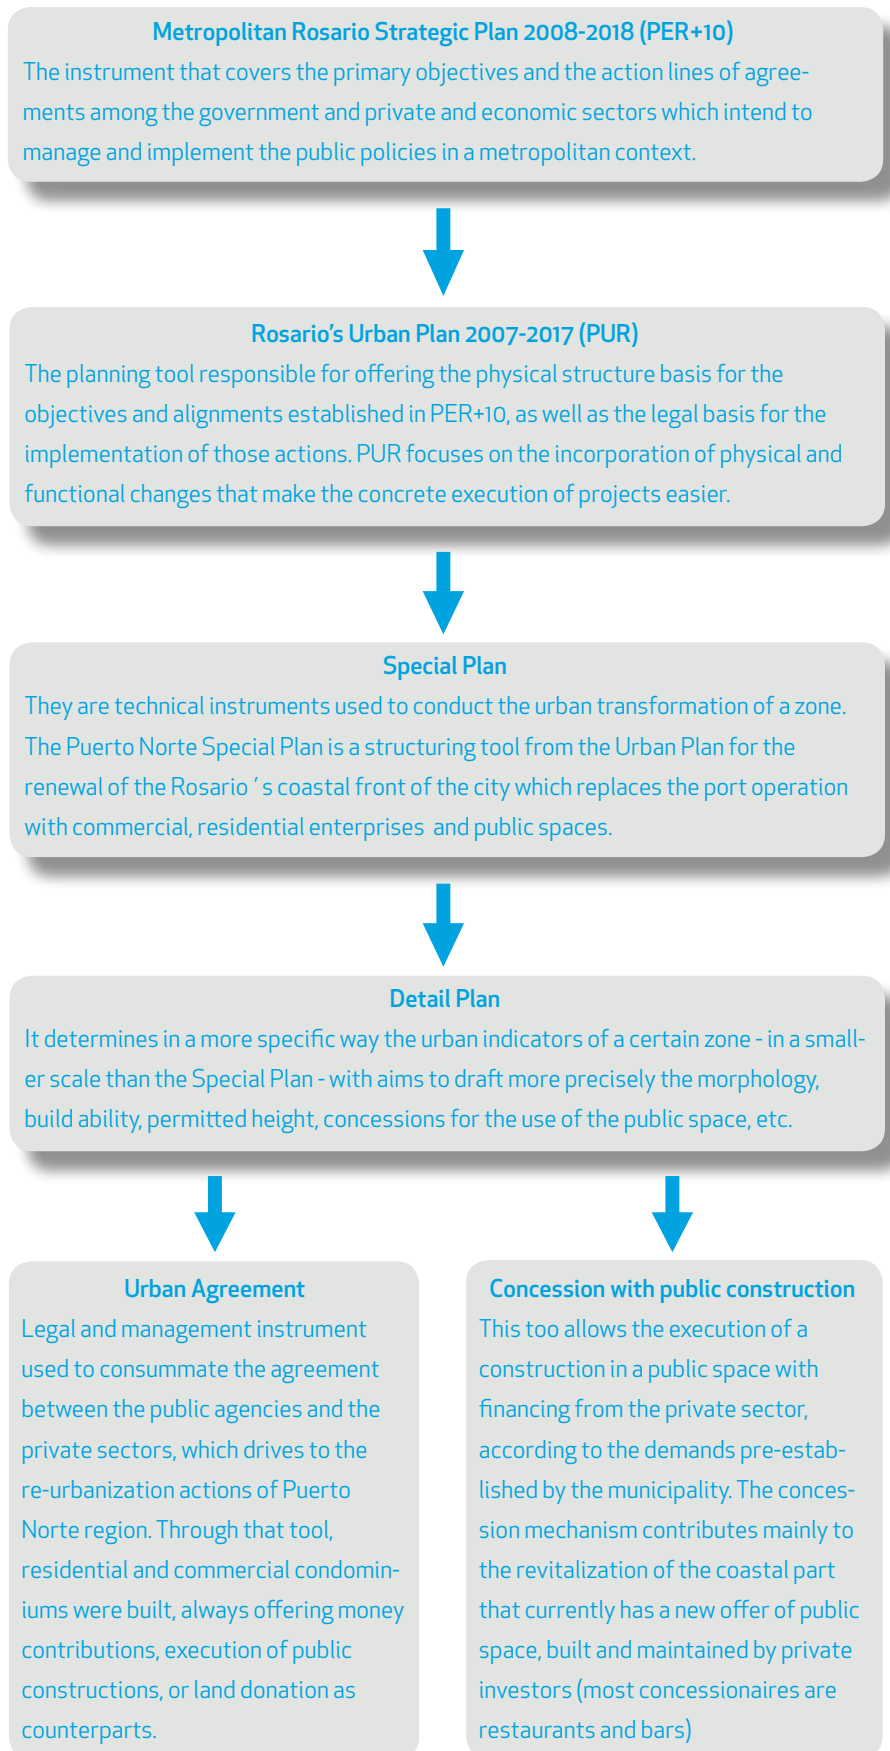 Metropolitan Rosario Strategic Plan 2008-2018 (PER+10)
The instrument that covers the primary objectives and the action lines of agree-
ments among the government and private and economic sectors which intend to
manage and implement the public policies in a metropolitan context.
Rosario's Urban Plan 2007-2017 (PUR)
The planning tool responsible for offering the physical structure basis for the
objectives and alignments established in PER+10, as well as the legal basis for the
implementation of those actions. PUR focuses on the incorporation of physical and
functional changes that make the concrete execution of projects easier.
Special Plan
They are technical instruments used to conduct the urban transformation of a zone.
The Puerto Norte Special Plan is a structuring tool from the Urban Plan for the
renewal of the Rosario ´ s coastal front of the city which replaces the port operation
with commercial, residential enterprises  and public spaces.
Detail Plan
It determines in a more specific way the urban indicators of a certain zone - in a small-
er scale than the Special Plan - with aims to draft more precisely the morphology,
build ability, permitted height, concessions for the use of the public space, etc.
Urban Agreement
Legal and management instrument
used to consummate the agreement
between the public agencies and the
private sectors, which drives to the
re-urbanization actions of Puerto
Norte region. Through that tool,
residential and commercial condomin-
iums were built, always offering money
contributions, execution of public
constructions, or land donation as
counterparts.
Concession with public construction
This too allows the execution of a
construction in a public space with
financing from the private sector,
according to the demands pre-estab-
lished by the municipality. The conces-
sion mechanism contributes mainly to
the revitalization of the coastal part
that currently has a new offer of public
space, built and maintained by private
investors (most concessionaires are
restaurants and bars)